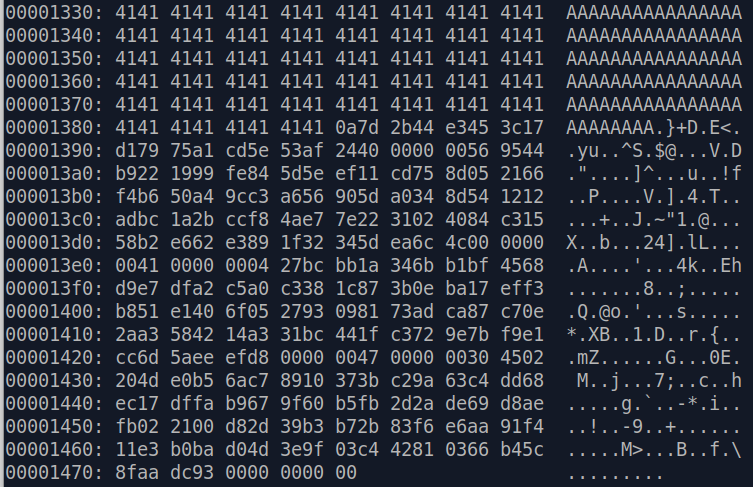 00001330: 4141 4141 4141 4141 4141 4141 4141 4141  AAAAAAAAAAAAAAAA
00001340: 4141 4141 4141 4141 4141 4141 4141 4141  AAAAAAAAAAAAAAAA
00001350: 4141 4141 4141 4141 4141 4141 4141 4141  AAAAAAAAAAAAAAAA
00001360: 4141 4141 4141 4141 4141 4141 4141 4141  AAAAAAAAAAAAAAAA
00001370: 4141 4141 4141 4141 4141 4141 4141 4141  AAAAAAAAAAAAAAAA
00001380: 4141 4141 4141 4141 0a7d 2b44 e345 3c17  AAAAAAAA.}+D.E<.
00001390: d179 75a1 cd5e 53af 2440 0000 0056 9544  .yu..^S.$@...V.D
000013a0: b922 1999 fe84 5d5e ef11 cd75 8d05 2166  ."....]^...u..!f
000013b0: f4b6 50a4 9cc3 a656 905d a034 8d54 1212  ..P....V.].4.T..
000013c0: adbc 1a2b ccf8 4ae7 7e22 3102 4084 c315  ...+..J.~"1.@...
000013d0: 58b2 e662 e389 1f32 345d ea6c 4c00 0000  X..b...24].lL...
000013e0: 0041 0000 0004 27bc bb1a 346b b1bf 4568  .A....'...4k..Eh
000013f0: d9e7 dfa2 c5a0 c338 1c87 3b0e ba17 eff3  .......8..;.....
00001400: b851 e140 6f05 2793 0981 73ad ca87 c70e  .Q.@o.'...s.....
00001410: 2aa3 5842 14a3 31bc 441f c372 9e7b f9e1  *.XB..1.D..r.{..
00001420: cc6d 5aee efd8 0000 0047 0000 0030 4502  .mZ......G...0E.
00001430: 204d e0b5 6ac7 8910 373b c29a 63c4 dd68   M..j...7;..c..h
00001440: ec17 dffa b967 9f60 b5fb 2d2a de69 d8ae  .....g.`..-*.i..
00001450: fb02 2100 d82d 39b3 b72b 83f6 e6aa 91f4  ..!..-9..+......
00001460: 11e3 b0ba d04d 3e9f 03c4 4281 0366 b45c  .....M>...B..f.\
00001470: 8faa dc93 0000 0000 00  .........